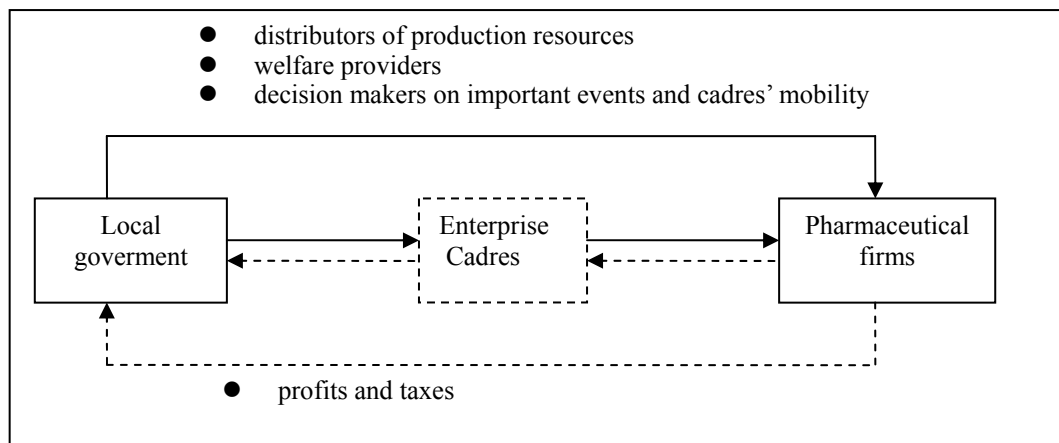 ● distributors of production resources
● welfare providers
● decision makers on important events and cadres’ mobility
Local
goverment
Enterprise
Cadres
Pharmaceutical
firms
● profits and taxes